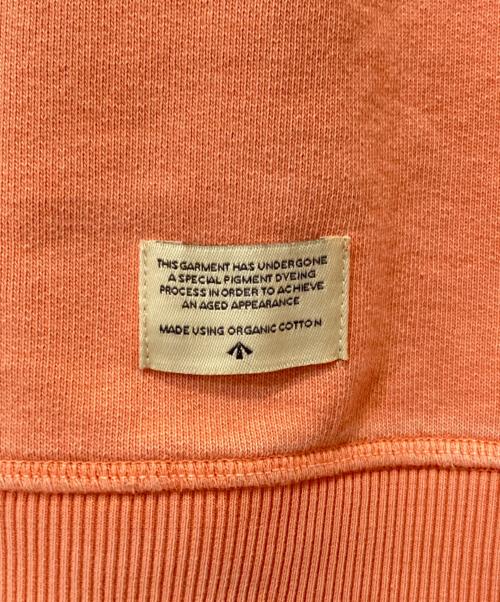 THIS GARMENT HAS UNDERGONE
A SPECIAL PIGMENT DYEING
PROCESS IN ORDER TO ACHIEVE
AN AGED APPEARANCE
MADE USING ORGANIC COTTON